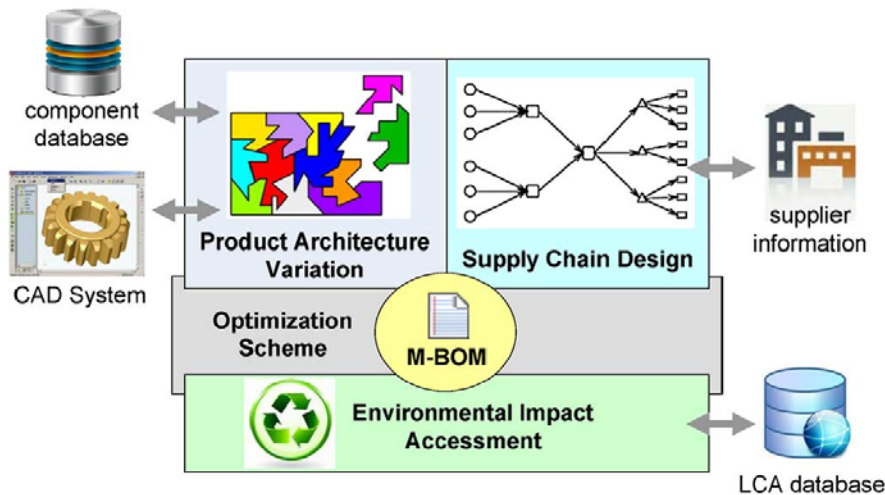 component
database
CAD System
Product Architecture
Variation
Supply Chain Design
supplier
information
Optimization
Scheme
M-BOM
Environmental Impact
Accessment
LCA database